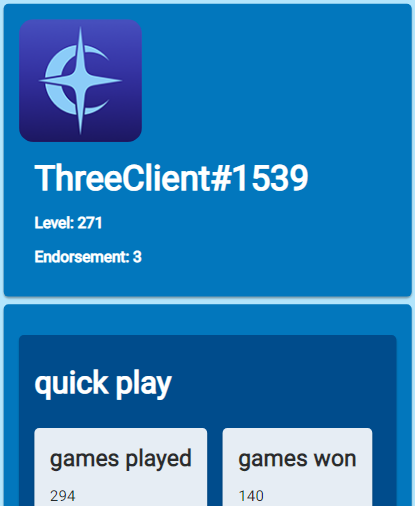 ThreeClient#1539
Level: 271
Endorsement: 3
quick play
games played
294
games won
140